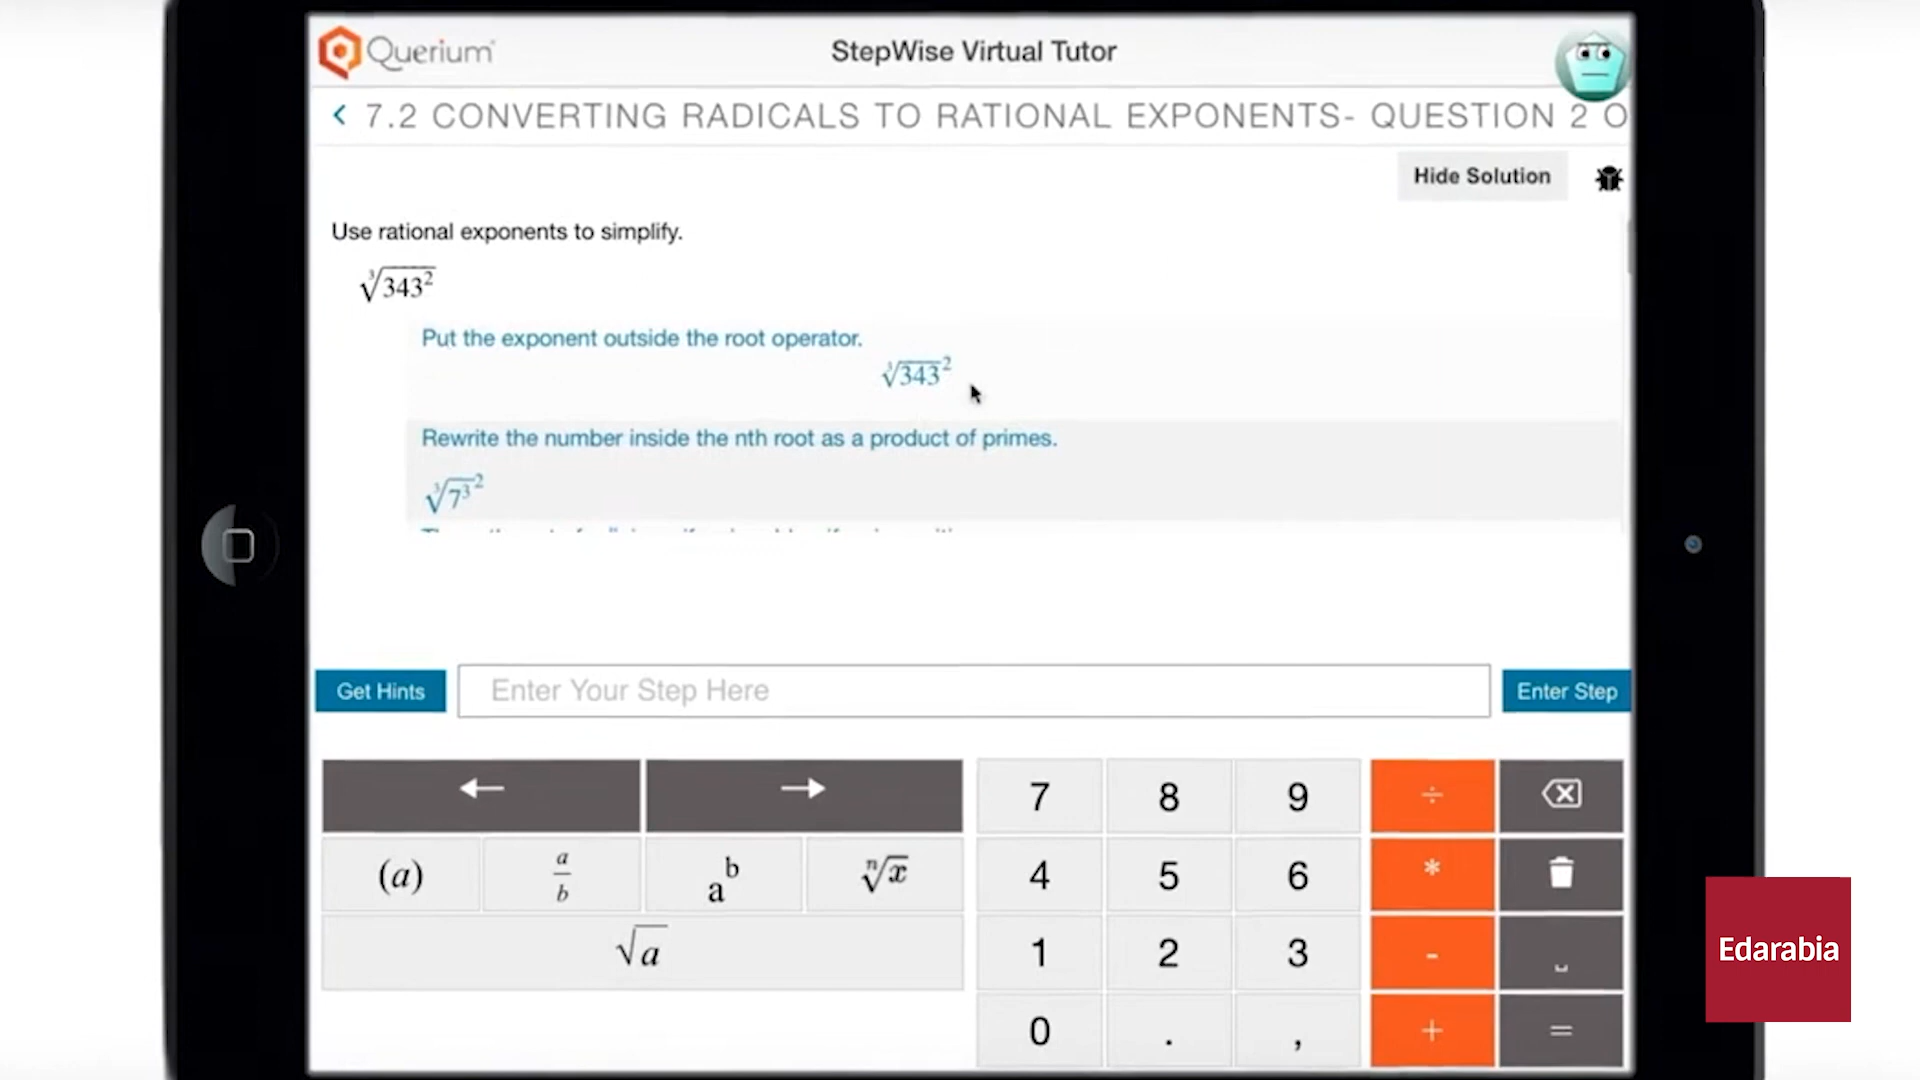 Querium
StepWise Virtual Tutor
< 7.2 CONVERTING RADICALS TO RATIONAL EXPONENTS- QUESTION 2 O
Hide Solution
Use rational exponents to simplify.
∛343²
Put the exponent outside the root operator.
∛343²
Rewrite the number inside the nth root as a product of primes.
∛7³²
Get Hints
Enter Your Step Here
Enter Step
← → 7 8 9 ÷
(a) a/b aᵇ ⁿ√x 4 5 6 *
√a 1 2 3 -
0 . , + =
Edarabia